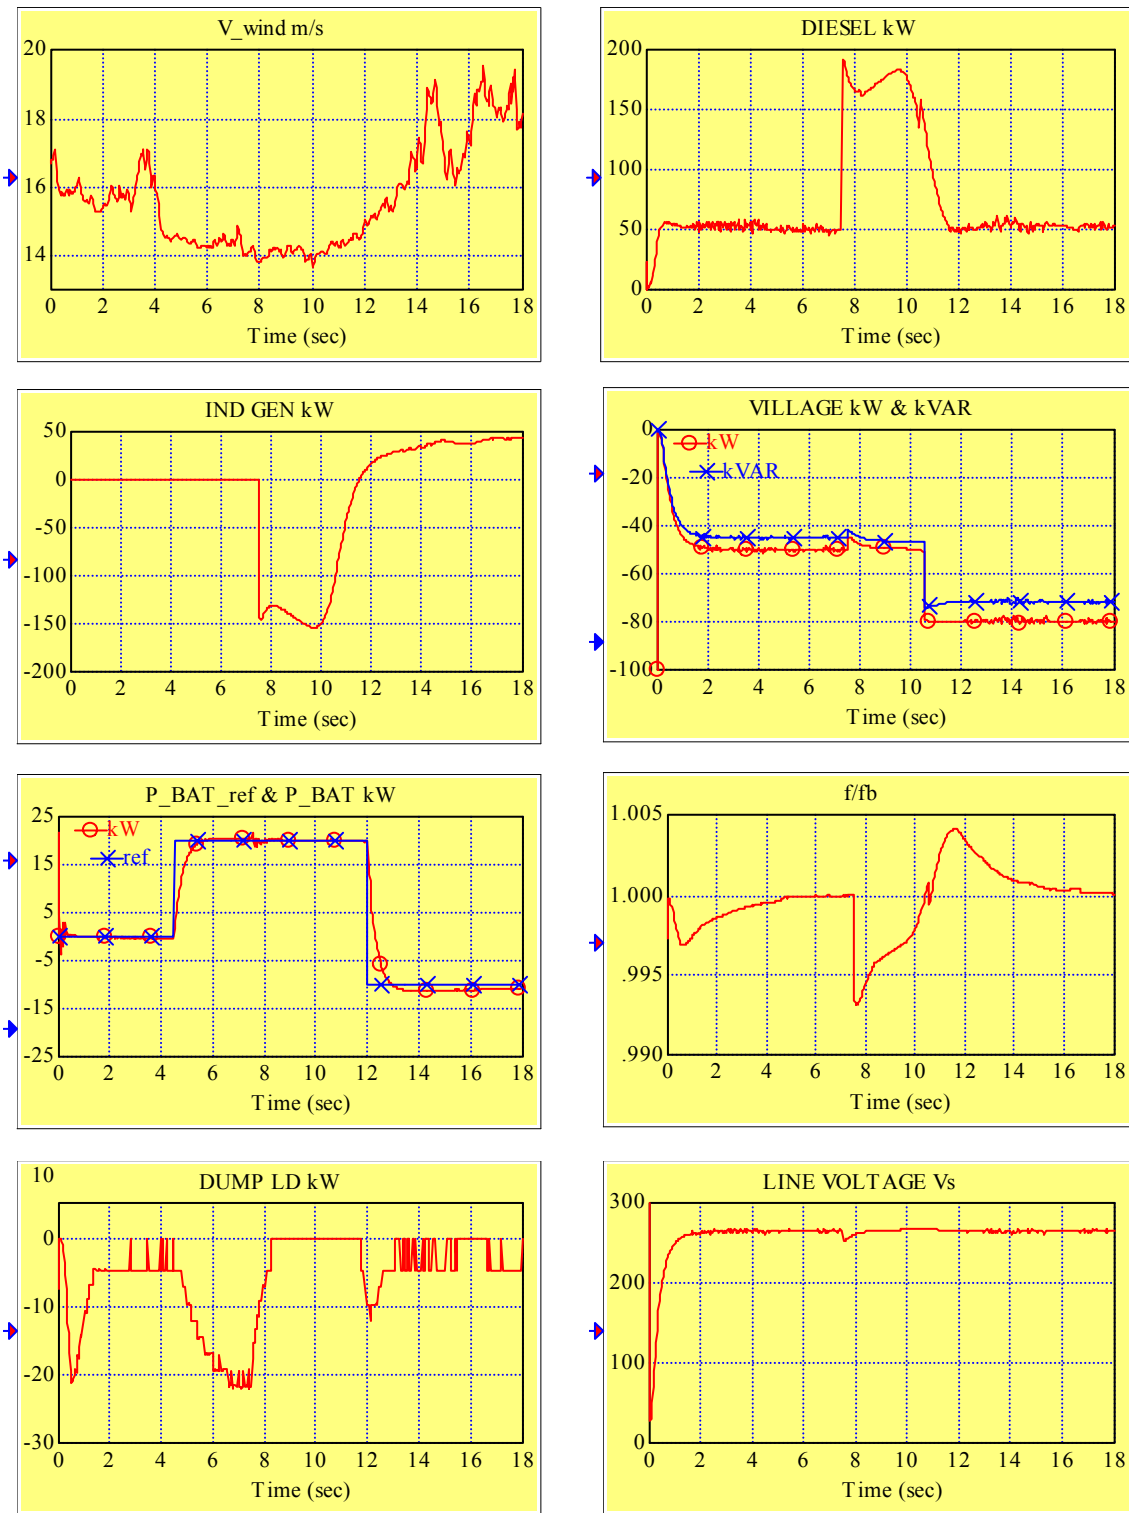 V_wind m/s
20
18
16
14
0 2 4 6 8 10 12 14 16 18
Time (sec)
DIESEL kW
200
150
100
50
0
0 2 4 6 8 10 12 14 16 18
Time (sec)
IND GEN kW
50
0
-50
-100
-150
-200
0 2 4 6 8 10 12 14 16 18
Time (sec)
VILLAGE kW & kVAR
0
kW
kVAR
-20
-40
-60
-80
-100
0 2 4 6 8 10 12 14 16 18
Time (sec)
P_BAT_ref & P_BAT kW
25
kW
ref
15
5
-5
-15
-25
0 2 4 6 8 10 12 14 16 18
Time (sec)
f/fb
1.005
1.000
.995
.990
0 2 4 6 8 10 12 14 16 18
Time (sec)
DUMP LD kW
10
0
-10
-20
-30
0 2 4 6 8 10 12 14 16 18
Time (sec)
LINE VOLTAGE Vs
300
200
100
0
0 2 4 6 8 10 12 14 16 18
Time (sec)